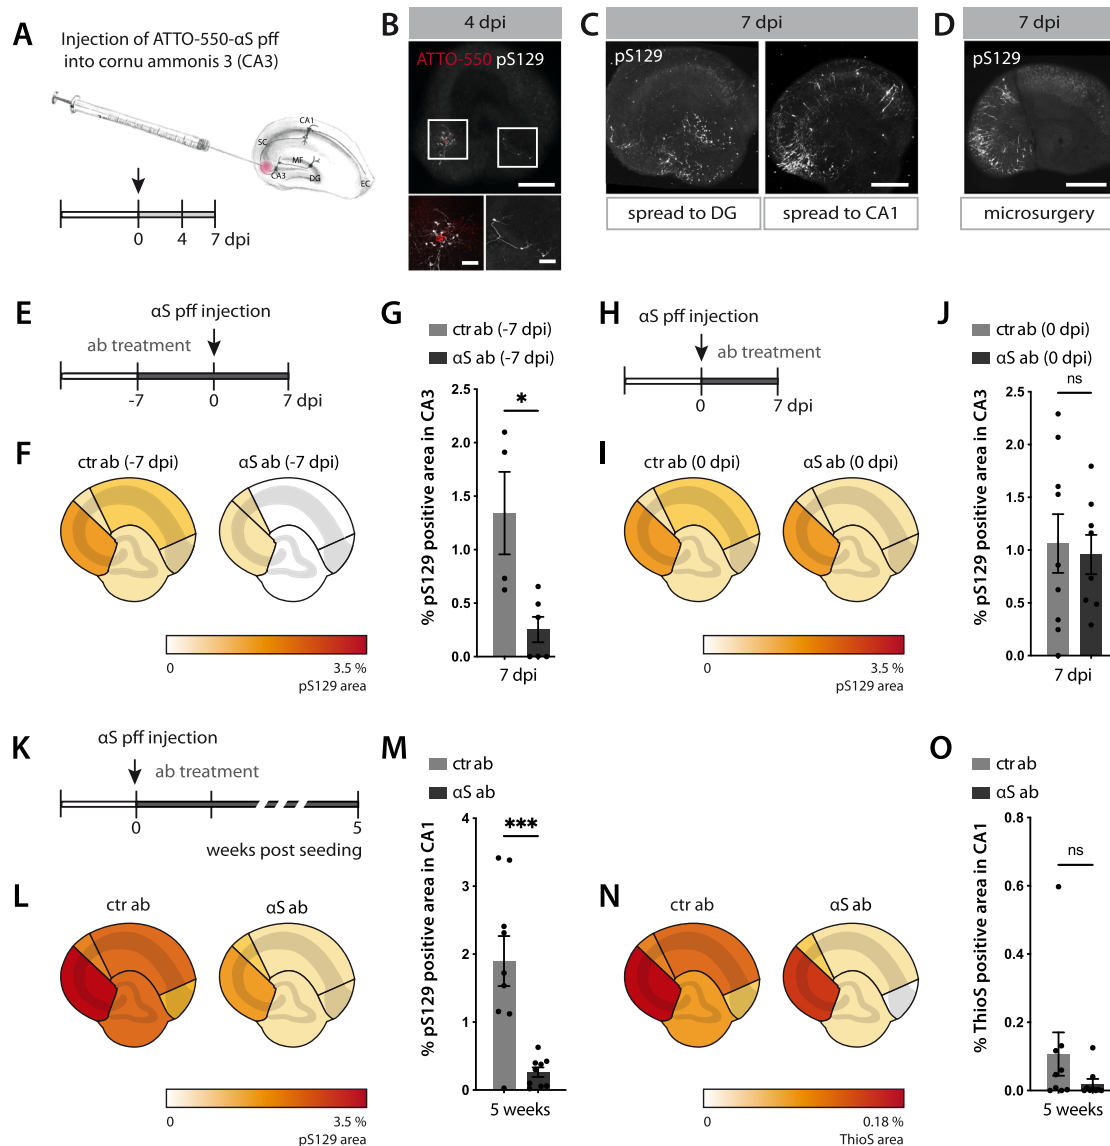 A
Injection of ATTO-550-αS pff
into cornu ammonis 3 (CA3)
CA1
SC
MF
CA3
DG
EC
0
4
7 dpi
B
4 dpi
ATTO-550 pS129
C
7 dpi
pS129
spread to DG
spread to CA1
D
7 dpi
pS129
microsurgery
E
αS pff injection
ab treatment
-7
0
7 dpi
F
ctr ab (-7 dpi)
αS ab (-7 dpi)
0
3.5 %
pS129 area
G
ctr ab (-7 dpi)
αS ab (-7 dpi)
% pS129 positive area in CA3
2.5
2.0
1.5
1.0
0.5
0.0
*
7 dpi
H
αS pff injection
ab treatment
0
7 dpi
I
ctr ab (0 dpi)
αS ab (0 dpi)
0
3.5 %
pS129 area
J
ctr ab (0 dpi)
αS ab (0 dpi)
% pS129 positive area in CA3
2.5
2.0
1.5
1.0
0.5
0.0
ns
7 dpi
K
αS pff injection
ab treatment
0
5
weeks post seeding
L
ctr ab
αS ab
0
3.5 %
pS129 area
M
ctr ab
αS ab
% pS129 positive area in CA1
4
3
2
1
0
***
5 weeks
N
ctr ab
αS ab
0
0.18 %
ThioS area
O
ctr ab
αS ab
% ThioS positive area in CA1
0.8
0.6
0.4
0.2
0.0
ns
5 weeks